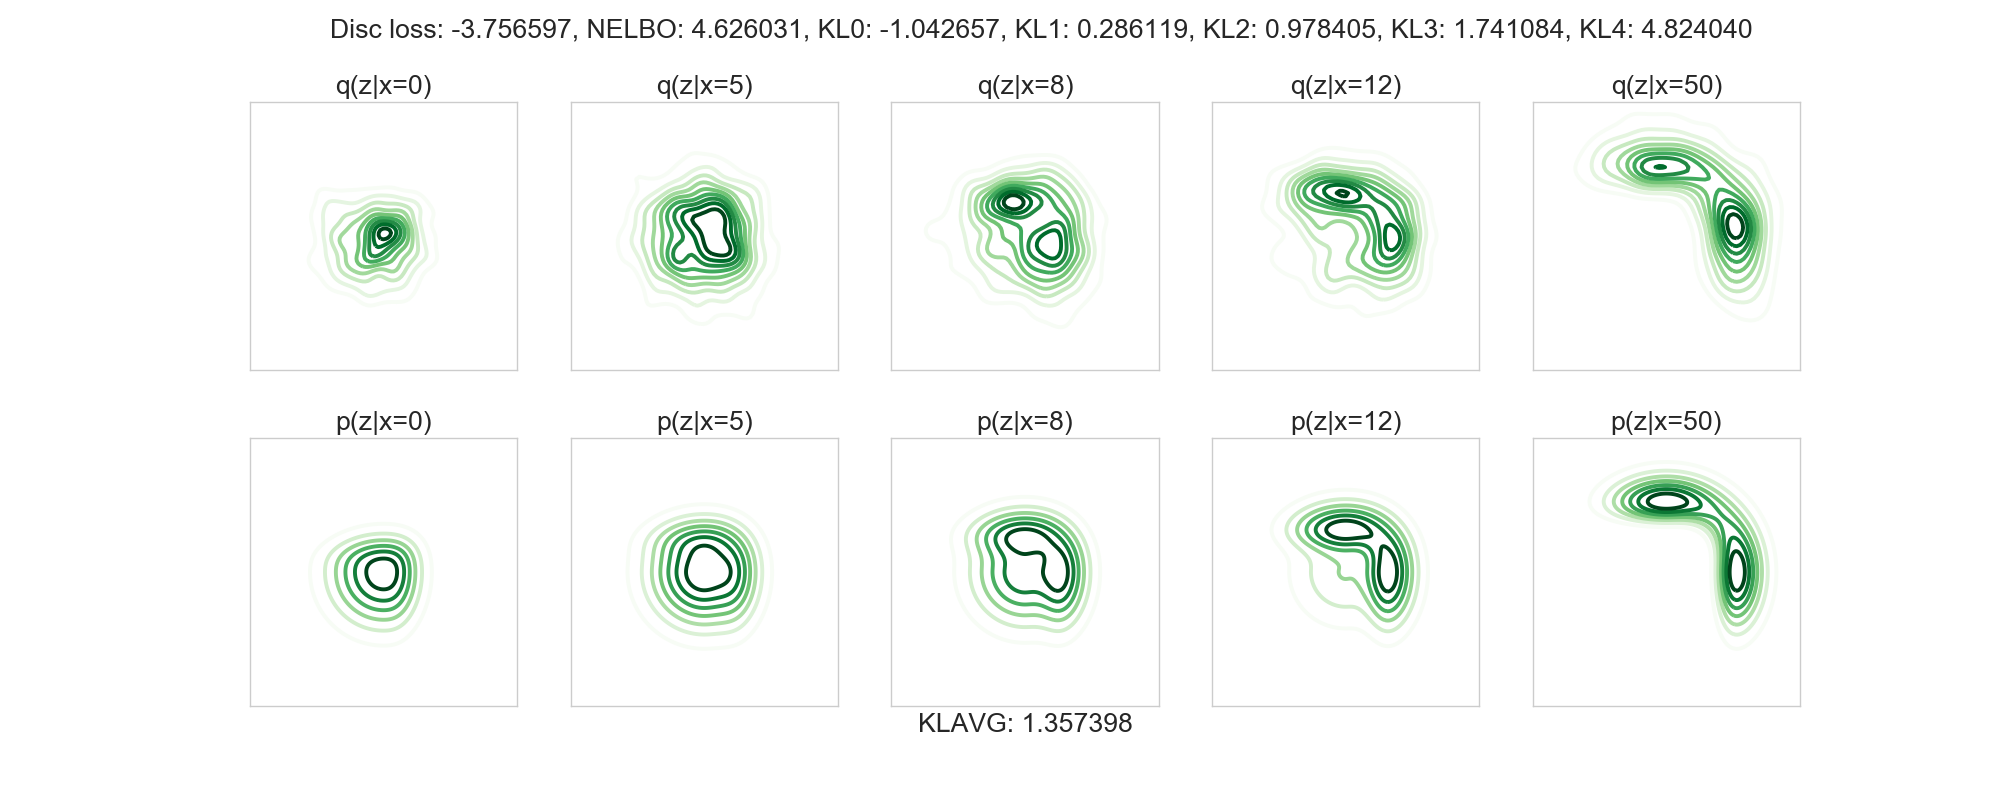 Disc loss: -3.756597, NELBO: 4.626031, KL0: -1.042657, KL1: 0.286119, KL2: 0.978405, KL3: 1.741084, KL4: 4.824040
q(z|x=0) q(z|x=5) q(z|x=8) q(z|x=12) q(z|x=50)
p(z|x=0) p(z|x=5) p(z|x=8) p(z|x=12) p(z|x=50)
KLAVG: 1.357398